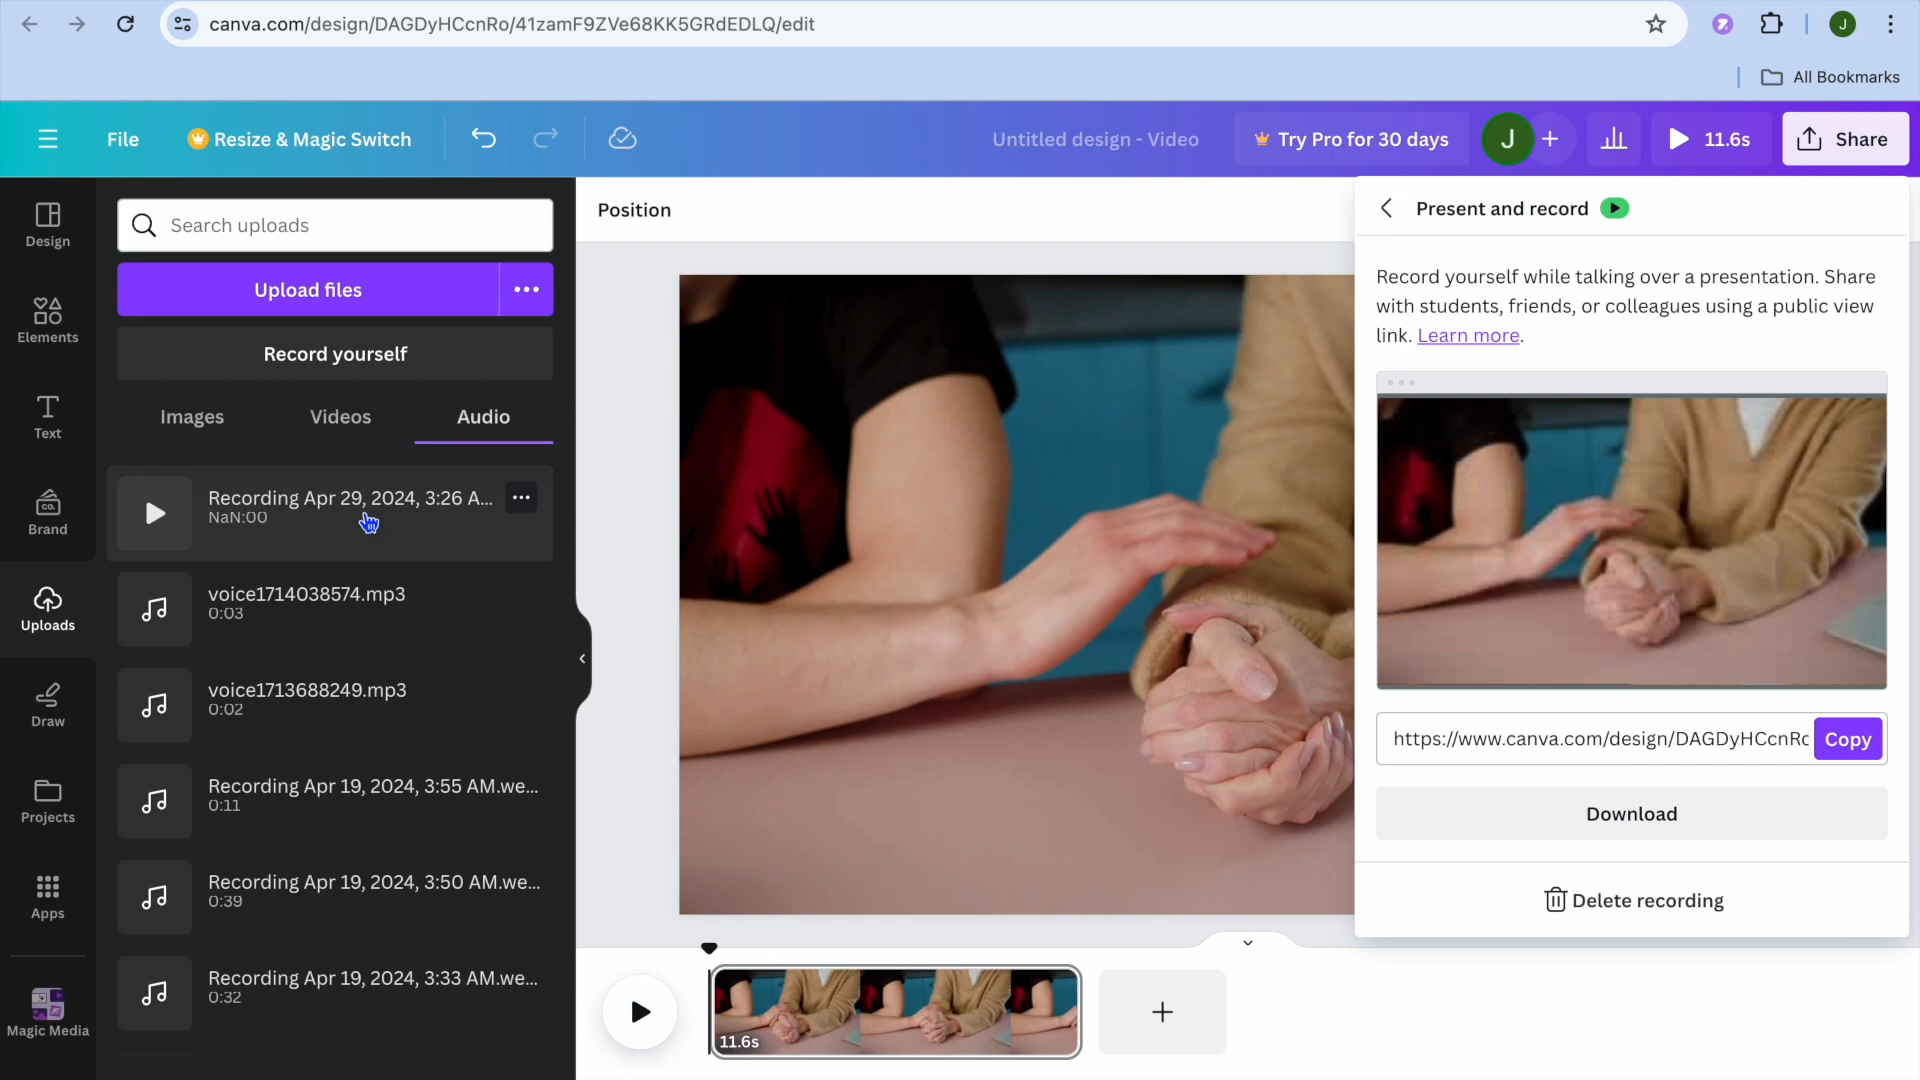 canva.com/design/DAGDyHCcnRo/41zamF9ZVe68KK5GRdEDLQ/edit
J
All Bookmarks
File
Resize & Magic Switch
Untitled design - Video
Try Pro for 30 days
J
11.6s
Share
Design
Elements
Text
Brand
CO.
Uploads
Draw
Projects
Apps
Magic Media
Search uploads
Upload files
Record yourself
Images
Videos
Audio
Recording Apr 29, 2024, 3:26 A...
NaN:00
voice1714038574.mp3
0:03
voice1713688249.mp3
0:02
Recording Apr 19, 2024, 3:55 AM.we...
0:11
Recording Apr 19, 2024, 3:50 AM.we...
0:39
Recording Apr 19, 2024, 3:33 AM.we...
0:32
Position
11.6s
Present and record
Record yourself while talking over a presentation. Share
with students, friends, or colleagues using a public view
link. Learn more.
https://www.canva.com/design/DAGDyHCcnRo
Copy
Download
Delete recording